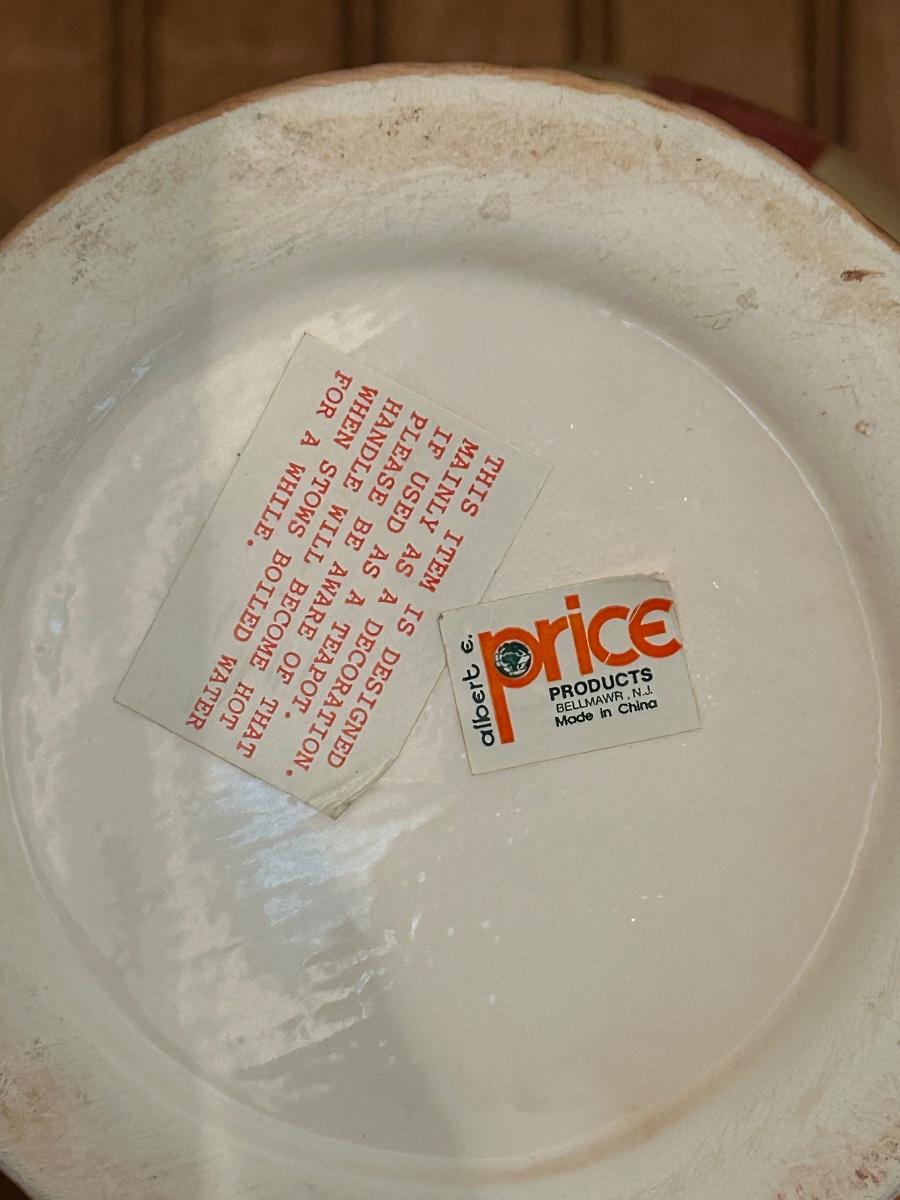 THIS ITEM IS DESIGNED
MAINLY AS A DECORATION.
IF USED AS A TEAPOT.
PLEASE BE AWARE OF THAT
HANDLE WILL BECOME HOT
WHEN STOWS BOILED WATER
FOR A WHILE.
albert e.
price
PRODUCTS
BELLMAWR, N.J.
Made in China